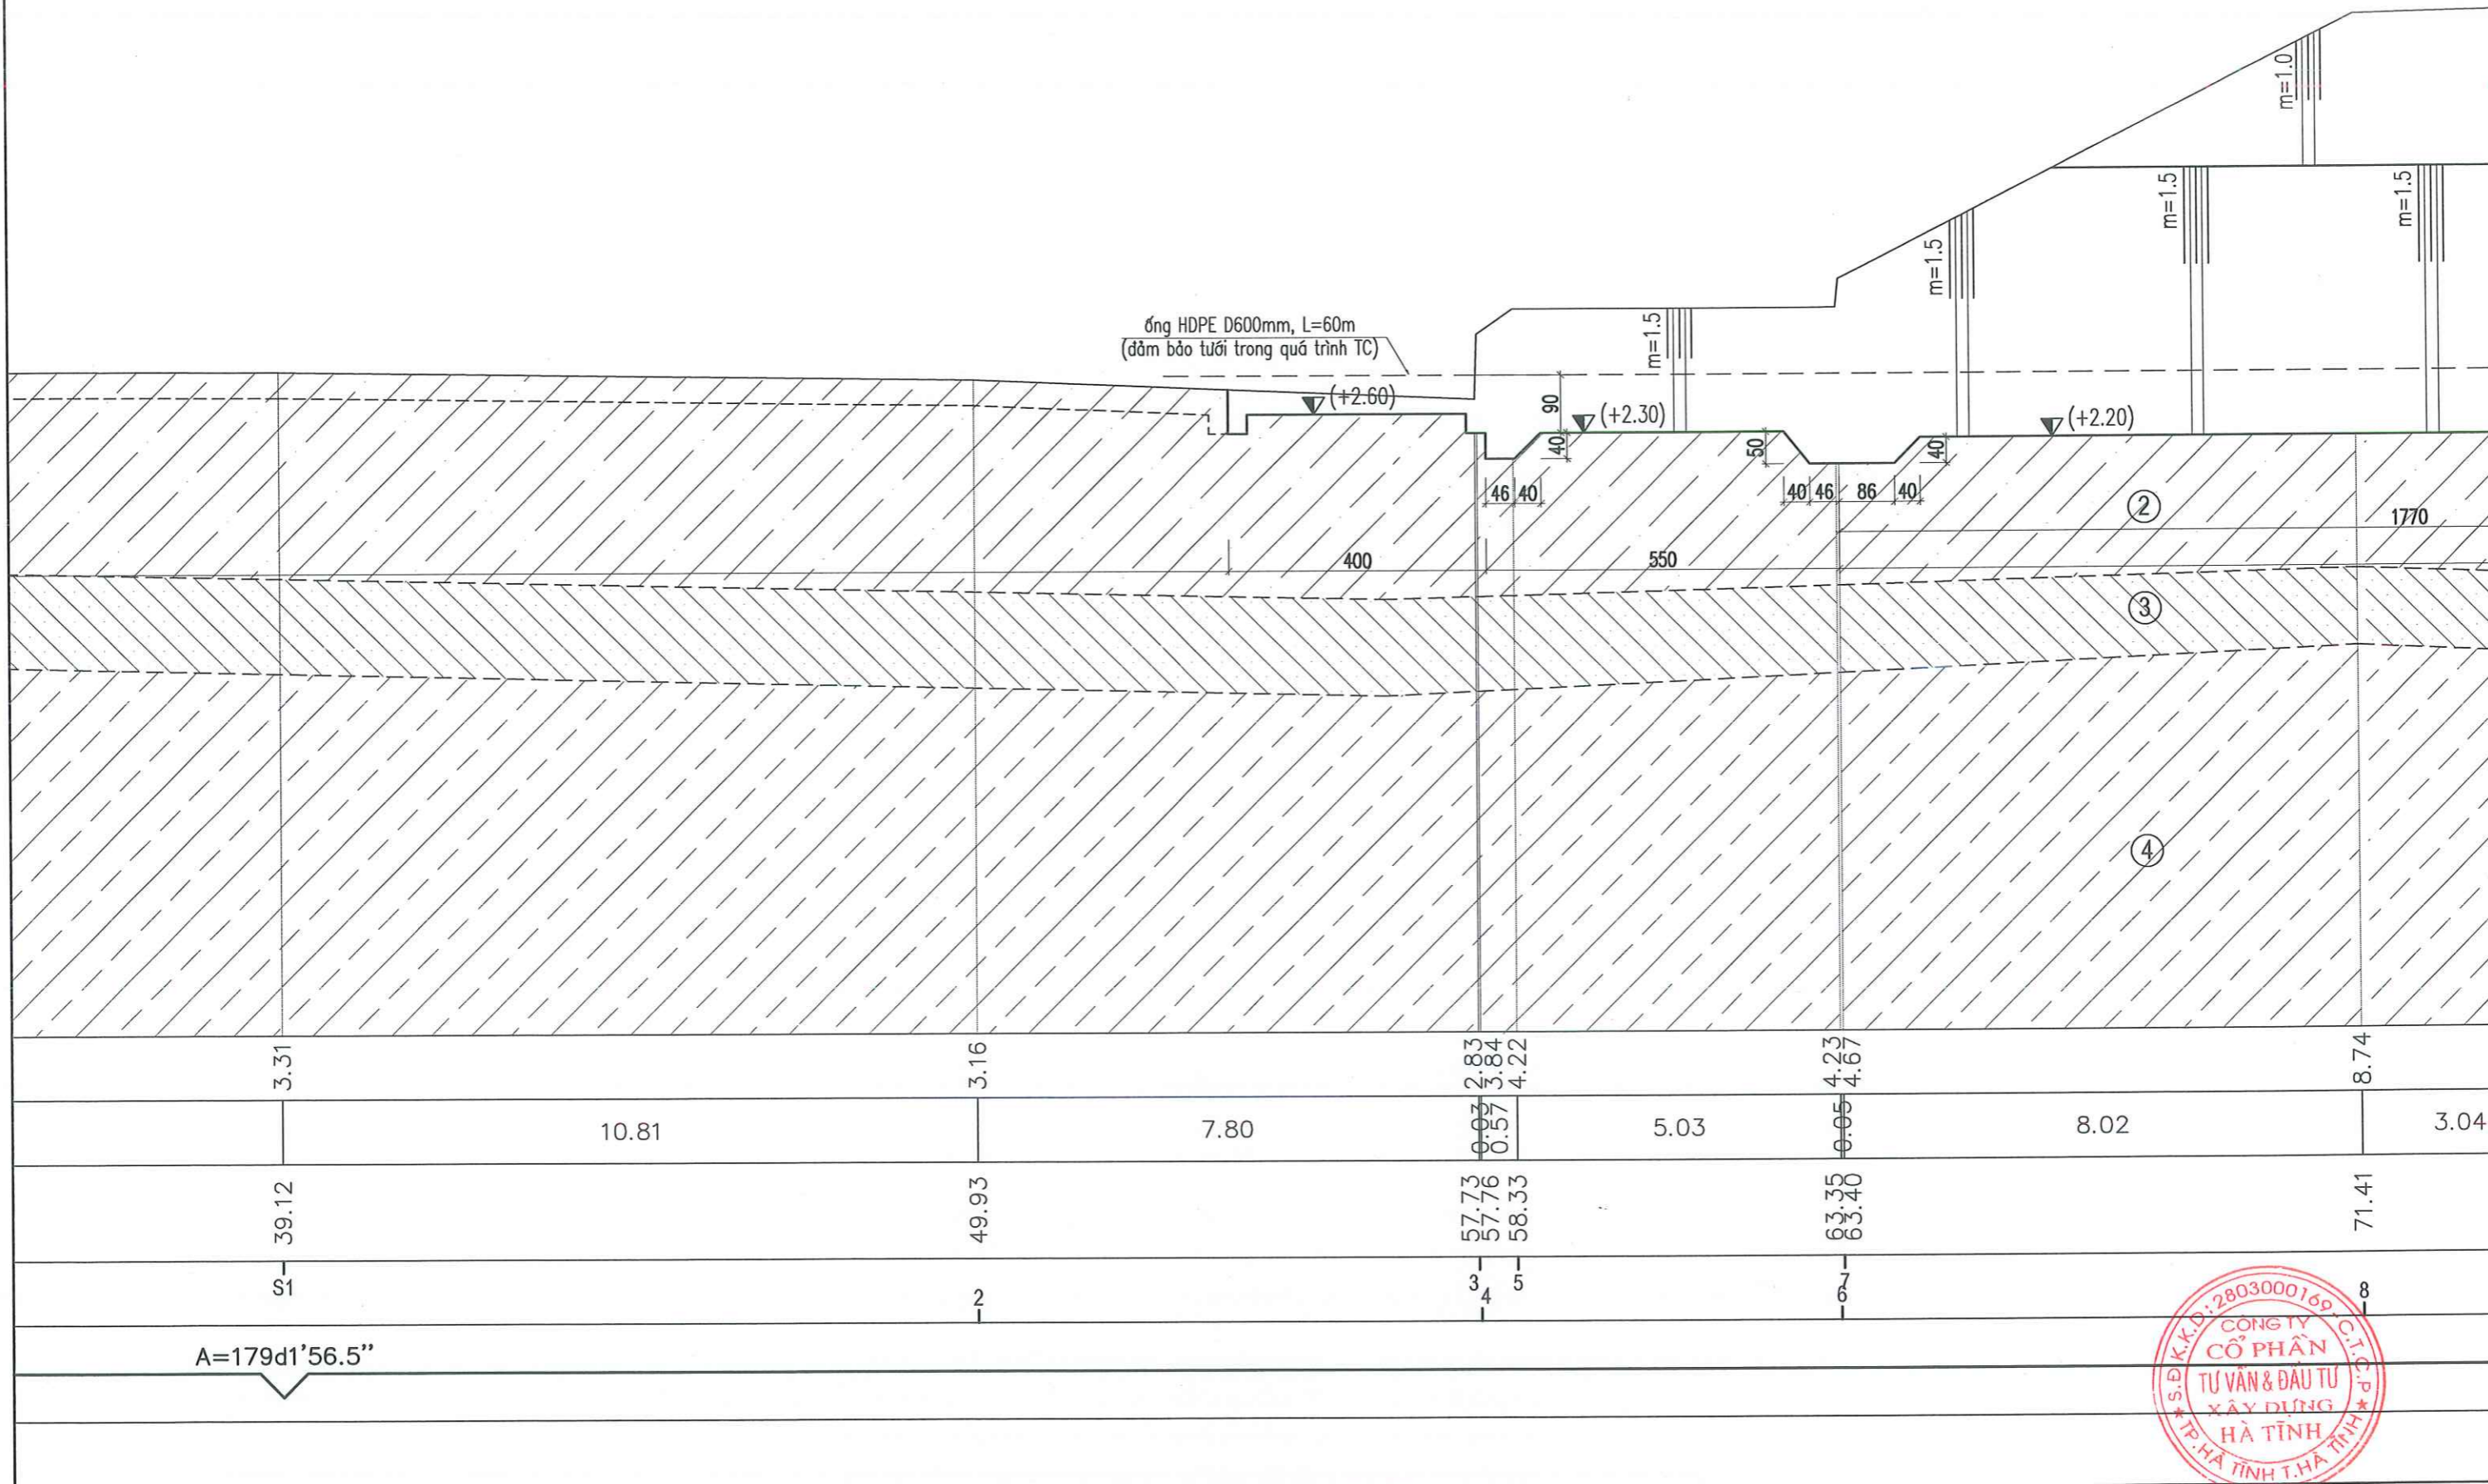 m=1.0
m=1.5
m=1.5
m=1.5
ống HDPE D600mm, L=60m
(đảm bảo tưới trong quá trình TC)
m=1.5
(+2.60)
90
(+2.30)
(+2.20)
40
50
40
46 40
40 46 86 40
2
1770
400
550
3
4
3.31
3.16
2.83
3.84
4.22
4.23
4.67
8.74
10.81
7.80
0.03
0.57
5.03
0.05
8.02
3.04
39.12
49.93
57.73
57.76
58.33
63.35
63.40
71.41
S1
2
3
4
5
7
6
8
A=179d1'56.5"
S.Đ.K.K.D:2803000169-C.T.C.P
CÔNG TY
CỔ PHẦN
TƯ VẤN & ĐẦU TƯ
XÂY DỰNG
HÀ TĨNH
TP.HÀ TĨNH T.HÀ TĨNH